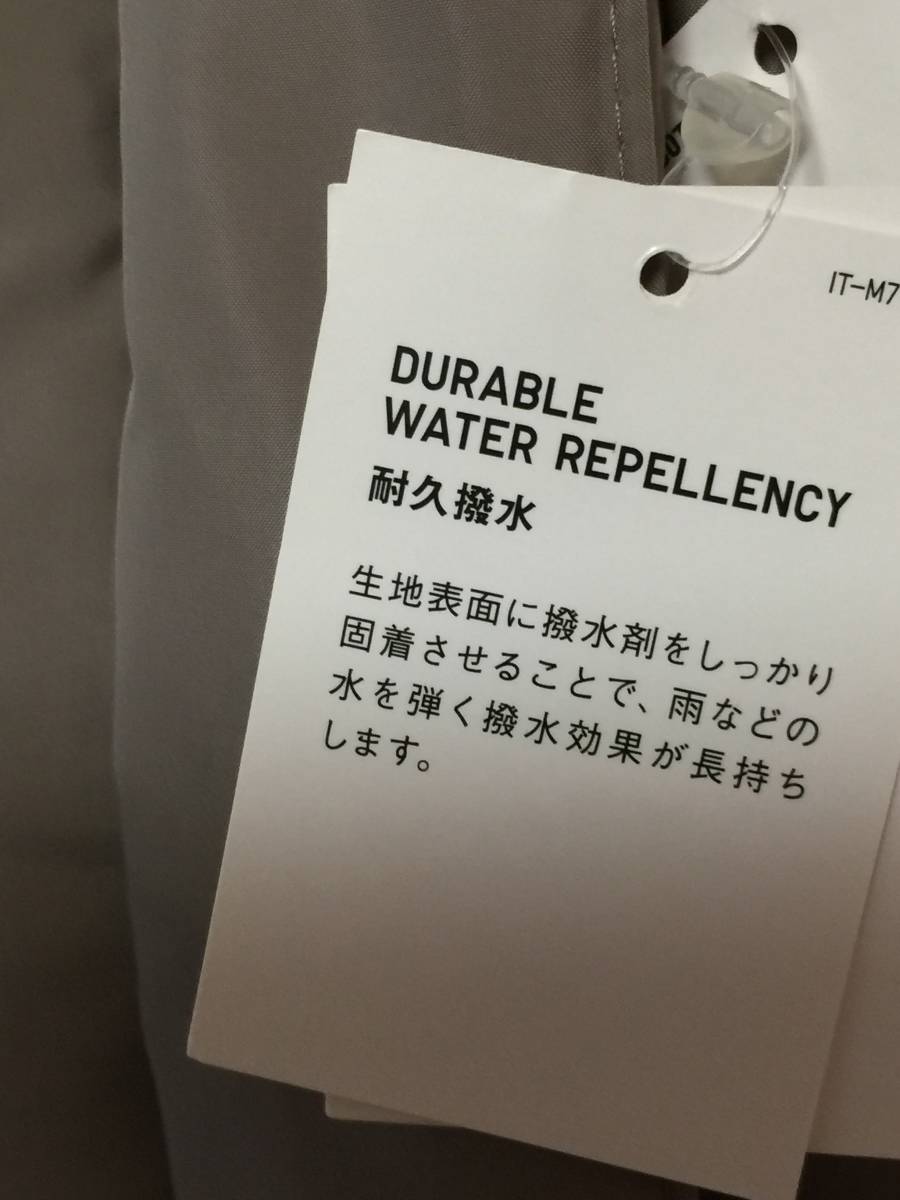 IT-M7
DURABLE
WATER REPELLENCY
耐久撥水
生地表面に撥水剤をしっかり
固着させることで、雨などの
水を弾く撥水効果が長持ち
します。